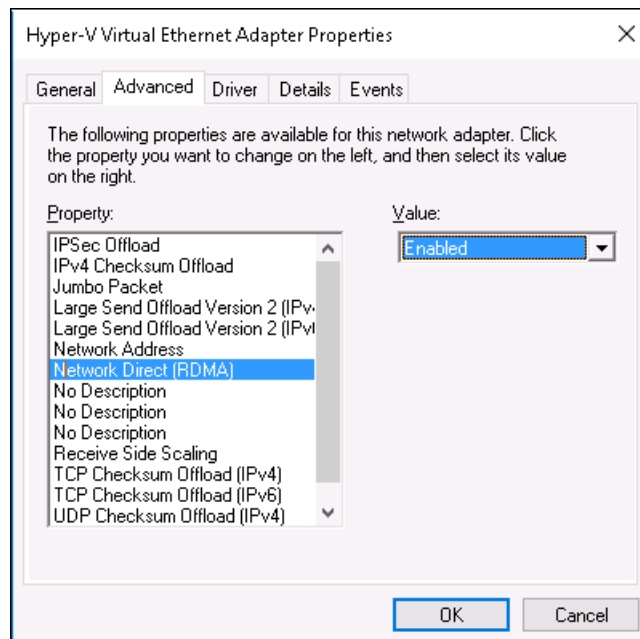 Hyper-V Virtual Ethernet Adapter Properties
General Advanced Driver Details Events
The following properties are available for this network adapter. Click
the property you want to change on the left, and then select its value
on the right.
Property:
Value:
IPSec Offload
Enabled
IPv4 Checksum Offload
Jumbo Packet
Large Send Offload Version 2 (IPv
Large Send Offload Version 2 (IPv
Network Address
Network Direct (RDMA)
No Description
No Description
No Description
Receive Side Scaling
TCP Checksum Offload (IPv4)
TCP Checksum Offload (IPv6)
UDP Checksum Offload (IPv4)
OK
Cancel